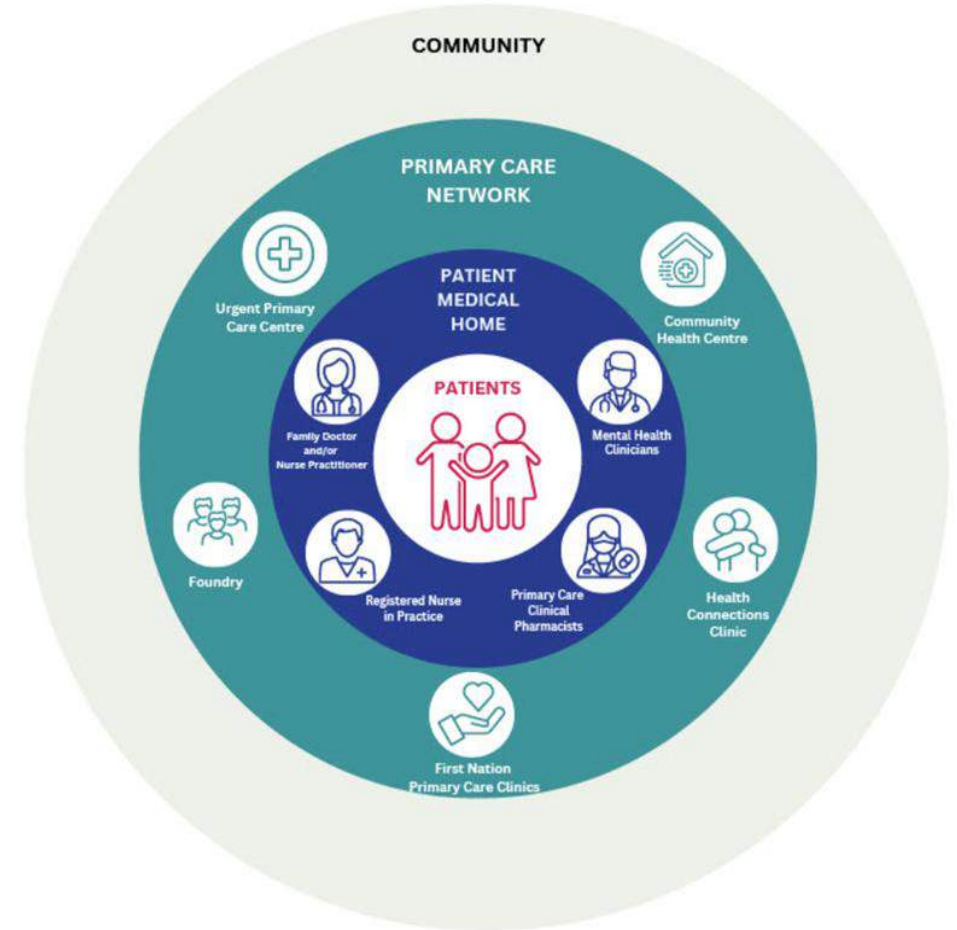 COMMUNITY
PRIMARY CARE
NETWORK
Urgent Primary
Care Centre
Community
Health Centre
PATIENT
MEDICAL
HOME
PATIENTS
Family Doctor
and/or
Nurse Practitioner
Mental Health
Clinicians
Registered Nurse
in Practice
Primary Care
Clinical
Pharmacists
Foundry
Health
Connections
Clinic
First Nation
Primary Care Clinics